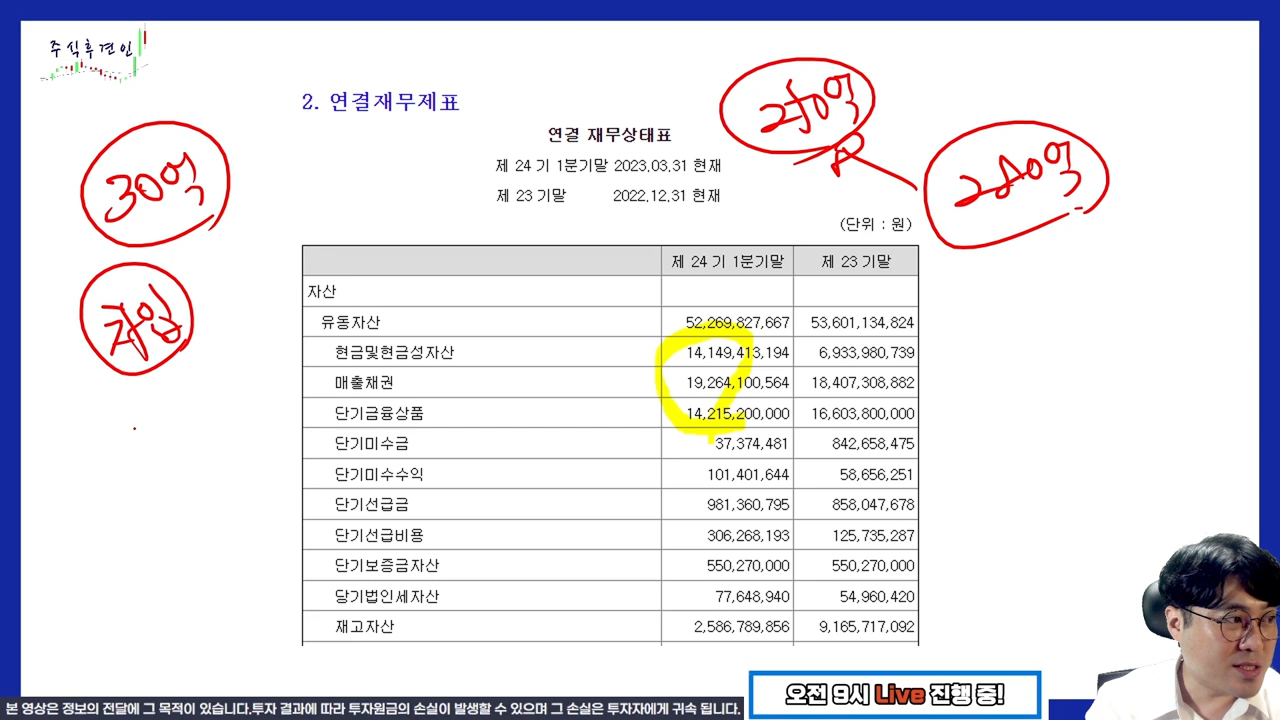 주식후견인
2. 연결재무제표
연결 재무상태표
제 24 기 1분기말 2023.03.31 현재
제 23 기말 2022.12.31 현재
(단위 : 원)
30억
280억
제 24 기 1분기말 제 23 기말
자산
유동자산 52,269,827,667 53,601,134,824
현금및현금성자산 14,149,413,194 6,933,980,739
매출채권 19,264,100,564 18,407,308,882
단기금융상품 14,215,200,000 16,603,800,000
단기미수금 37,374,481 842,658,475
단기미수수익 101,401,644 58,656,251
단기선급금 981,360,795 858,047,678
단기선급비용 306,268,193 125,735,287
단기보증금자산 550,270,000 550,270,000
당기법인세자산 77,648,940 54,960,420
재고자산 2,586,789,856 9,165,717,092
오전 9시 Live 진행 중!
본 영상은 정보의 전달에 그 목적이 있습니다.투자 결과에 따라 투자원금의 손실이 발생할 수 있으며 그 손실은 투자자에게 귀속 됩니다.